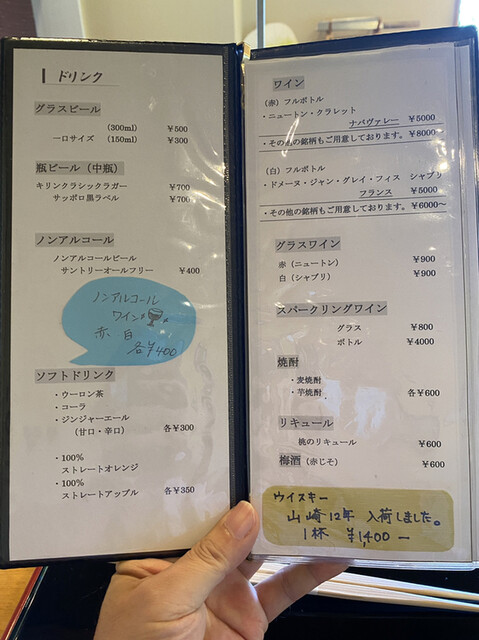 ドリンク
グラスビール
(300ml) ¥500
一口サイズ (150ml) ¥300
瓶ビール（中瓶）
キリンクラシックラガー ¥700
サッポロ黒ラベル ¥700
ノンアルコール
ノンアルコールビール
サントリーオールフリー ¥400
ノンアルコール
ワイン
赤 白
各¥400
ソフトドリンク
・ウーロン茶
・コーラ
・ジンジャーエール
（甘口・辛口） 各¥300
・100%
ストレートオレンジ
・100%
ストレートアップル 各¥350
ワイン
（赤）フルボトル
・ニュートン・クラレット
ナパヴァレー ¥5000
・その他の銘柄もご用意しております。¥8000～
（白）フルボトル
・ドメーヌ・ジャン・グレイ・フィス シャブリ
フランス ¥5000
・その他の銘柄もご用意しております。¥6000～
グラスワイン
赤（ニュートン） ¥900
白（シャブリ） ¥900
スパークリングワイン
グラス ¥800
ボトル ¥4000
焼酎
・麦焼酎
・芋焼酎 各¥600
リキュール
桃のリキュール ¥600
梅酒（赤じそ） ¥600
ウイスキー
山崎12年 入荷しました。
1杯 ¥1,400－